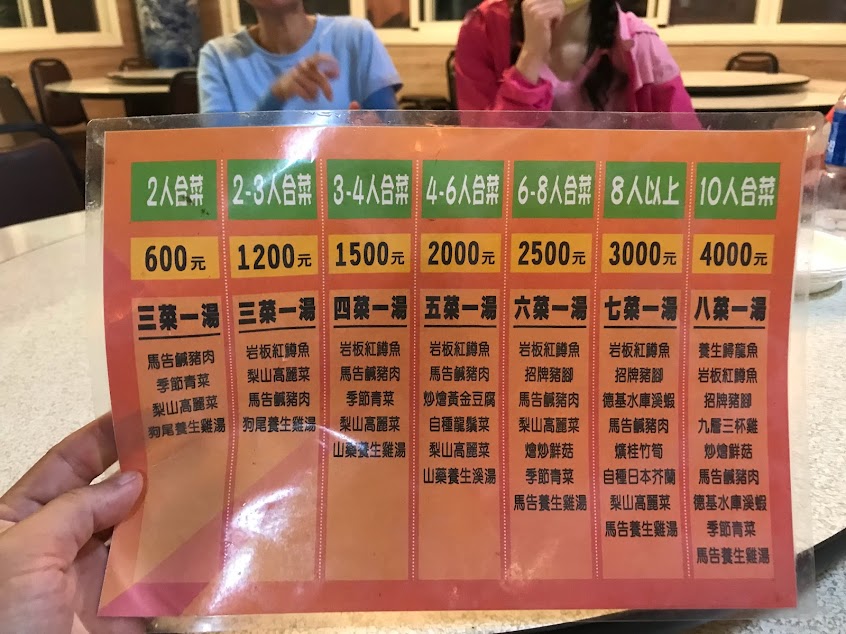 2人合菜
600元
三菜一湯
馬告鹹豬肉
季節青菜
梨山高麗菜
狗尾養生雞湯
2-3人合菜
1200元
三菜一湯
岩板紅鱒魚
梨山高麗菜
馬告鹹豬肉
狗尾養生雞湯
3-4人合菜
1500元
四菜一湯
岩板紅鱒魚
馬告鹹豬肉
季節青菜
梨山高麗菜
山藥養生雞湯
4-6人合菜
2000元
五菜一湯
岩板紅鱒魚
馬告鹹豬肉
炒燴黃金豆腐
自種龍鬚菜
梨山高麗菜
山藥養生溪湯
6-8人合菜
2500元
六菜一湯
岩板紅鱒魚
招牌豬腳
馬告鹹豬肉
梨山高麗菜
燴炒鮮菇
季節青菜
馬告養生雞湯
8人以上
3000元
七菜一湯
岩板紅鱒魚
招牌豬腳
德基水庫溪蝦
馬告鹹豬肉
爌桂竹筍
自種日本芥蘭
梨山高麗菜
馬告養生雞湯
10人合菜
4000元
八菜一湯
養生鱘龍魚
岩板紅鱒魚
招牌豬腳
九層三杯雞
炒燴鮮菇
馬告鹹豬肉
德基水庫溪蝦
季節青菜
馬告養生雞湯